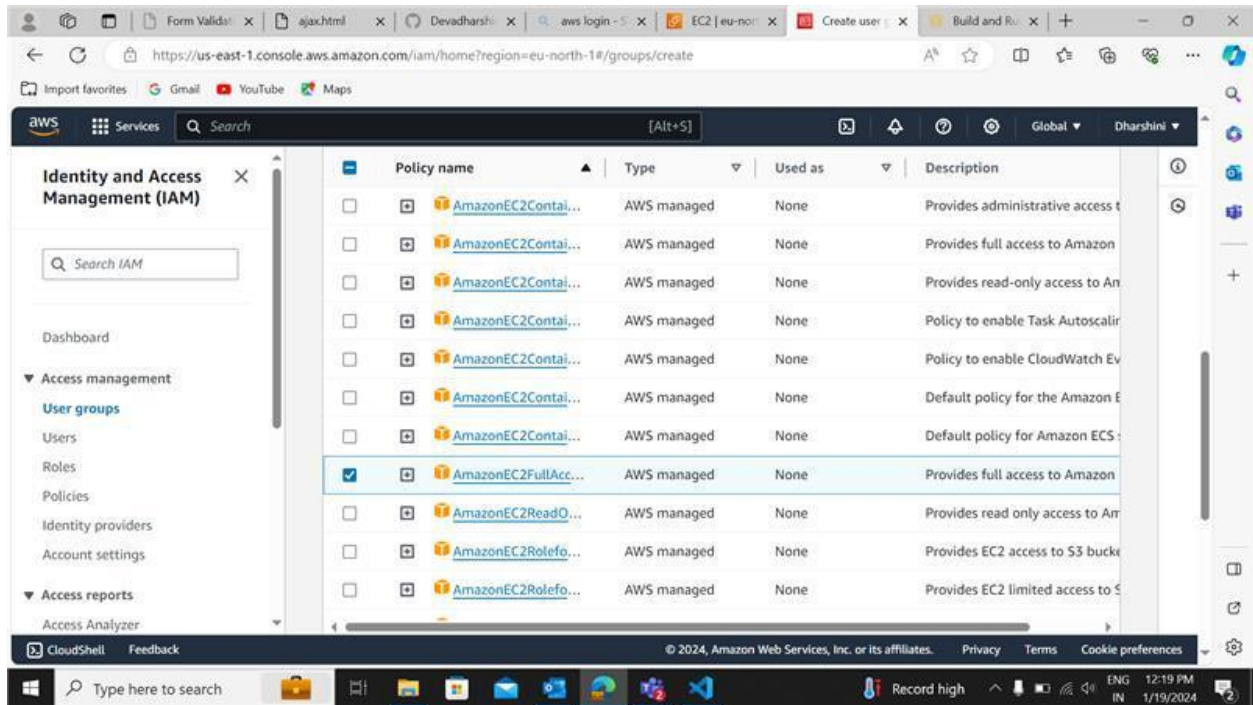 Form Validat
ajax.html
Devadharshi
aws login - S
EC2 | eu-nort
Create user g
Build and Ru
https://us-east-1.console.aws.amazon.com/iam/home?region=eu-north-1#/groups/create
Import favorites Gmail YouTube Maps
aws Services Search [Alt+S] Global Dharshini
Identity and Access
Management (IAM)
Search IAM
Dashboard
Access management
User groups
Users
Roles
Policies
Identity providers
Account settings
Access reports
Access Analyzer
Policy name Type Used as Description
AmazonEC2Contai... AWS managed None Provides administrative access t
AmazonEC2Contai... AWS managed None Provides full access to Amazon
AmazonEC2Contai... AWS managed None Provides read-only access to Am
AmazonEC2Contai... AWS managed None Policy to enable Task Autoscalin
AmazonEC2Contai... AWS managed None Policy to enable CloudWatch Ev
AmazonEC2Contai... AWS managed None Default policy for the Amazon E
AmazonEC2Contai... AWS managed None Default policy for Amazon ECS s
AmazonEC2FullAcc... AWS managed None Provides full access to Amazon
AmazonEC2ReadO... AWS managed None Provides read only access to Am
AmazonEC2Rolefo... AWS managed None Provides EC2 access to S3 bucke
AmazonEC2Rolefo... AWS managed None Provides EC2 limited access to S
CloudShell Feedback © 2024, Amazon Web Services, Inc. or its affiliates. Privacy Terms Cookie preferences
Type here to search Record high ENG IN 12:19 PM 1/19/2024